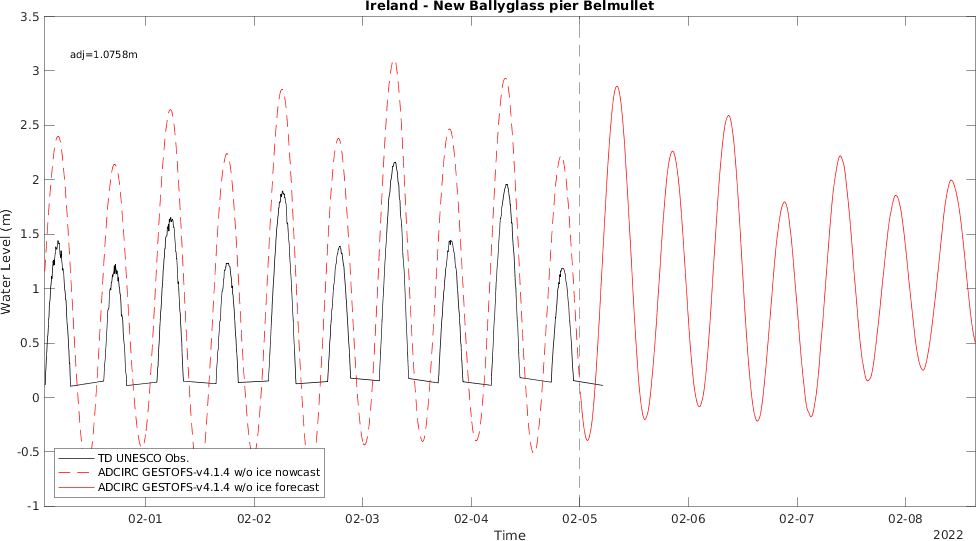 Ireland - New Ballyglass pier Belmullet
adj=1.0758m
3.5
3
2.5
2
1.5
1
0.5
0
-0.5
-1
Water Level (m)
TD UNESCO Obs.
ADCIRC GESTOFS-v4.1.4 w/o ice nowcast
ADCIRC GESTOFS-v4.1.4 w/o ice forecast
02-01 02-02 02-03 02-04 02-05 02-06 02-07 02-08
Time
2022